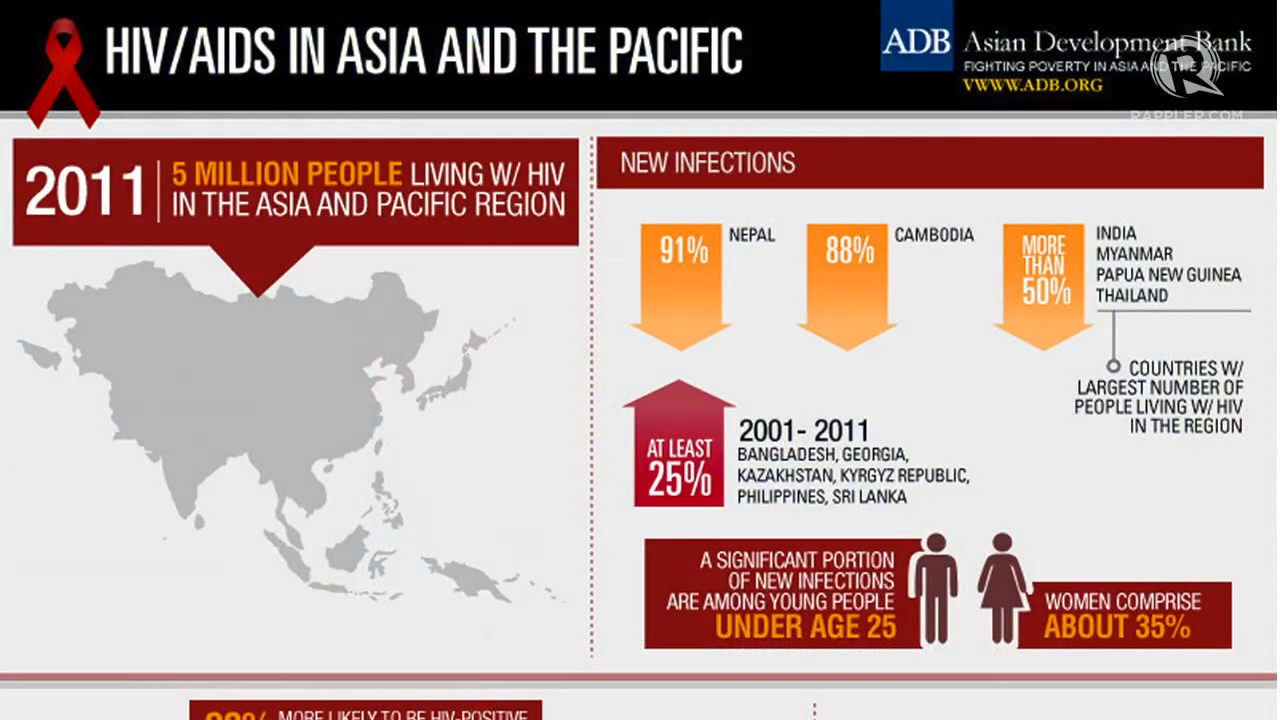 HIV/AIDS IN ASIA AND THE PACIFIC
ADB Asian Development Bank
FIGHTING POVERTY IN ASIA AND THE PACIFIC
VWWW.ADB.ORG
RAPPLER.COM
2011
5 MILLION PEOPLE LIVING W/ HIV
IN THE ASIA AND PACIFIC REGION
NEW INFECTIONS
91%
NEPAL
88%
CAMBODIA
MORE
THAN
50%
INDIA
MYANMAR
PAPUA NEW GUINEA
THAILAND
COUNTRIES W/
LARGEST NUMBER OF
PEOPLE LIVING W/ HIV
IN THE REGION
AT LEAST
25%
2001- 2011
BANGLADESH, GEORGIA,
KAZAKHSTAN, KYRGYZ REPUBLIC,
PHILIPPINES, SRI LANKA
A SIGNIFICANT PORTION
OF NEW INFECTIONS
ARE AMONG YOUNG PEOPLE
UNDER AGE 25
WOMEN COMPRISE
ABOUT 35%
MORE LIKELY TO BE HIV-POSITIVE